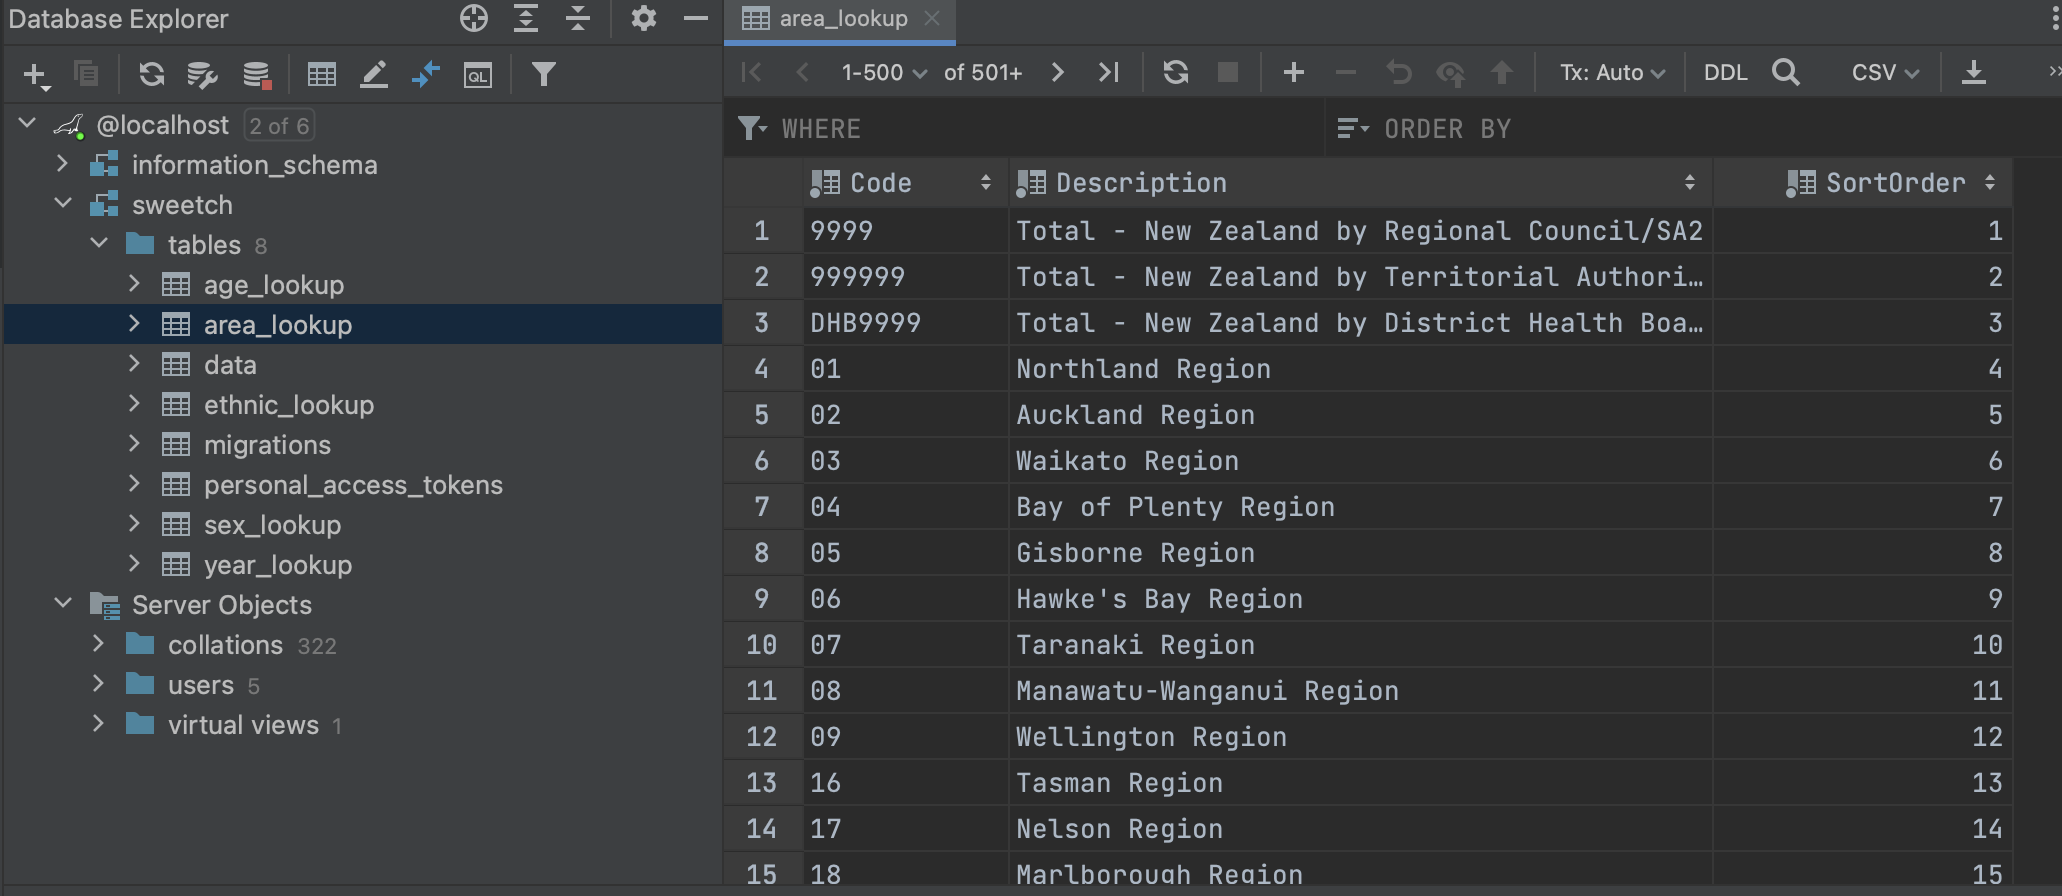 Database Explorer
@localhost 2 of 6
information_schema
sweetch
tables 8
age_lookup
area_lookup
data
ethnic_lookup
migrations
personal_access_tokens
sex_lookup
year_lookup
Server Objects
collations 322
users 5
virtual views 1
area_lookup
1-500 of 501+ Tx: Auto DDL CSV
WHERE ORDER BY
Code Description SortOrder
1 9999 Total - New Zealand by Regional Council/SA2 1
2 999999 Total - New Zealand by Territorial Authori… 2
3 DHB9999 Total - New Zealand by District Health Boa… 3
4 01 Northland Region 4
5 02 Auckland Region 5
6 03 Waikato Region 6
7 04 Bay of Plenty Region 7
8 05 Gisborne Region 8
9 06 Hawke's Bay Region 9
10 07 Taranaki Region 10
11 08 Manawatu-Wanganui Region 11
12 09 Wellington Region 12
13 16 Tasman Region 13
14 17 Nelson Region 14
15 18 Marlborough Region 15
QL